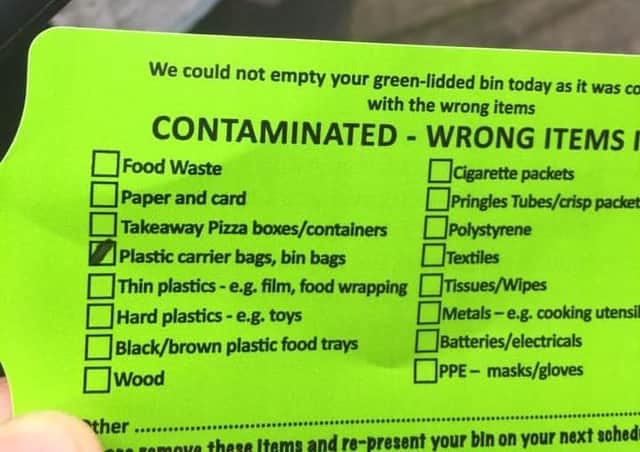 We could not empty your green-lidded bin today as it was co
with the wrong items
CONTAMINATED - WRONG ITEMS I
Food Waste
Paper and card
Takeaway Pizza boxes/containers
Plastic carrier bags, bin bags
Thin plastics - e.g. film, food wrapping
Hard plastics - e.g. toys
Black/brown plastic food trays
Wood
Cigarette packets
Pringles Tubes/crisp packet
Polystyrene
Textiles
Tissues/Wipes
Metals – e.g. cooking utensil
Batteries/electricals
PPE – masks/gloves
ther ....................
remove these items and re-present your bin on your next sched